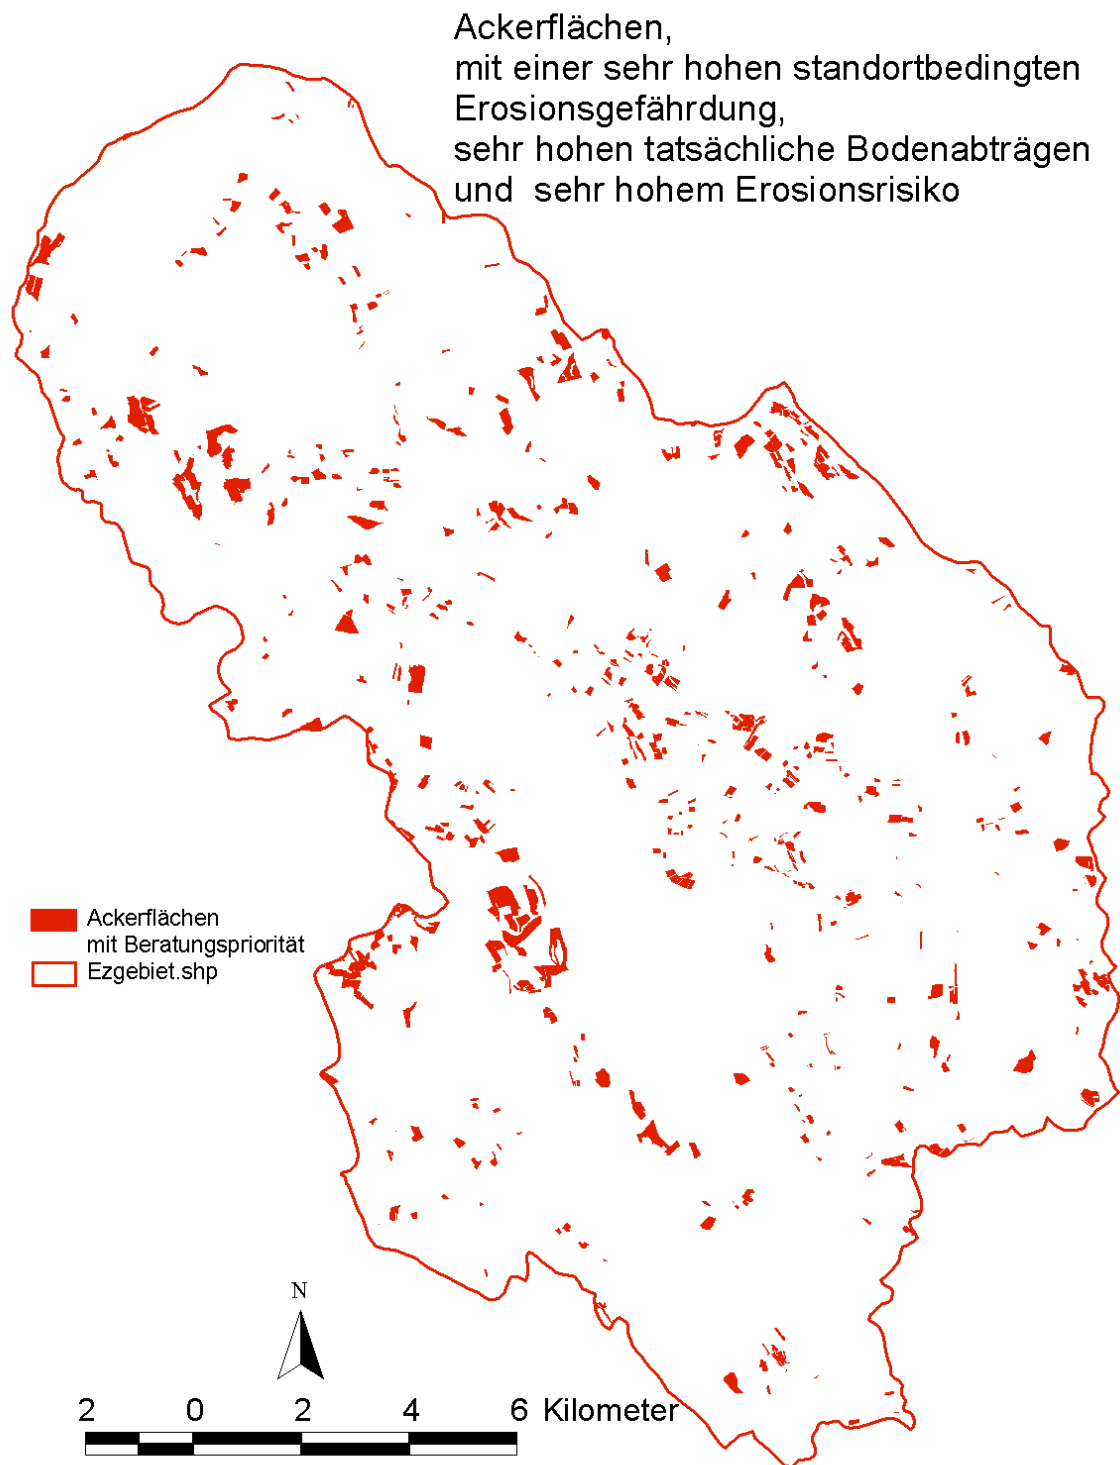 Ackerflächen,
mit einer sehr hohen standortbedingten
Erosionsgefährdung,
sehr hohen tatsächliche Bodenabträgen
und sehr hohem Erosionsrisiko
Ackerflächen
mit Beratungspriorität
Ezgebiet.shp
N
2 0 2 4 6 Kilometer